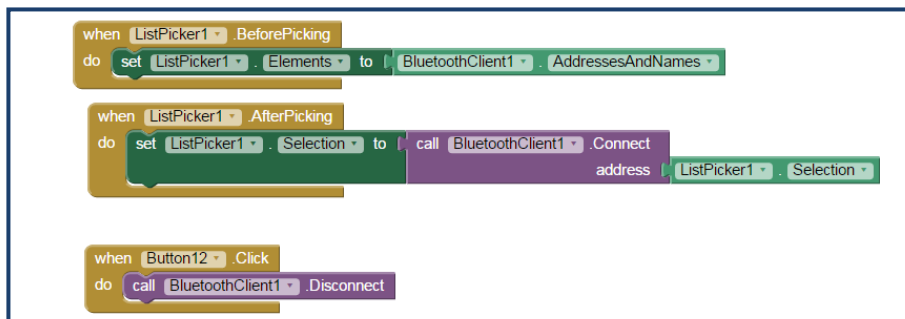 when ListPicker1 .BeforePicking
do set ListPicker1 . Elements to BluetoothClient1 . AddressesAndNames
when ListPicker1 .AfterPicking
do set ListPicker1 . Selection to call BluetoothClient1 .Connect
address ListPicker1 . Selection
when Button12 .Click
do call BluetoothClient1 .Disconnect